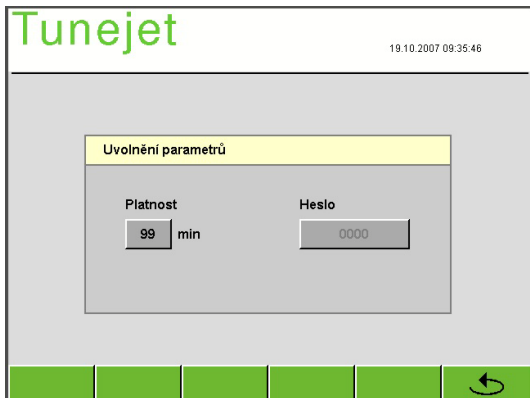 Tunejet
19.10.2007 09:35:46
Uvolnění parametrů
Platnost Heslo
99 min 0000